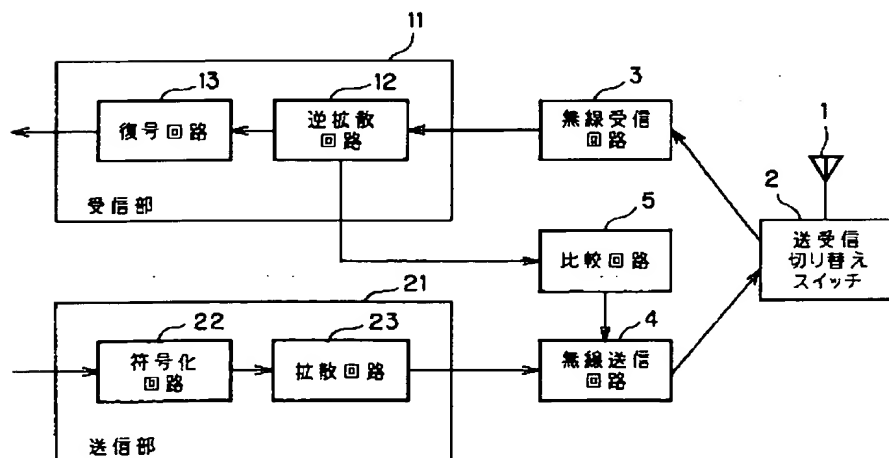 11
13
12
復号回路
逆拡散
回路
受信部
3
無線受信
回路
1
2
送受信
切り替え
スイッチ
5
比較回路
21
22
23
符号化
回路
拡散回路
送信部
4
無線送信
回路